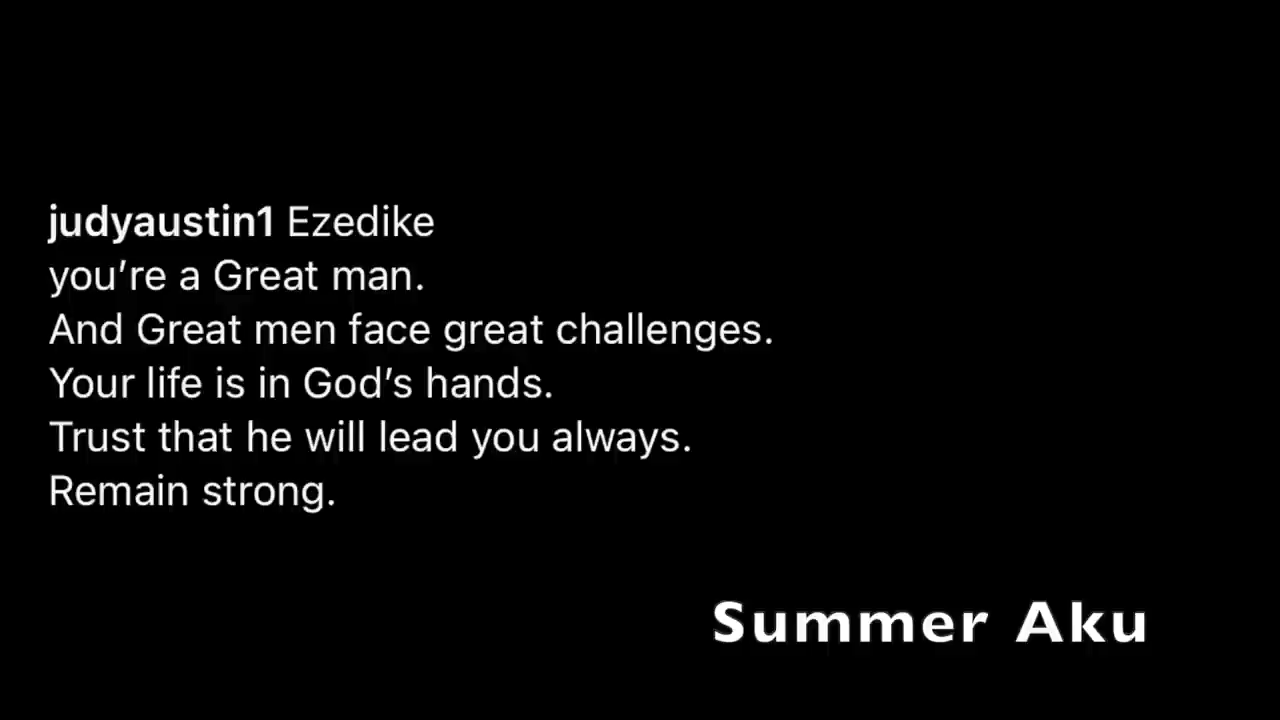 judyaustin1 Ezedike
you’re a Great man.
And Great men face great challenges.
Your life is in God’s hands.
Trust that he will lead you always.
Remain strong.
Summer Aku